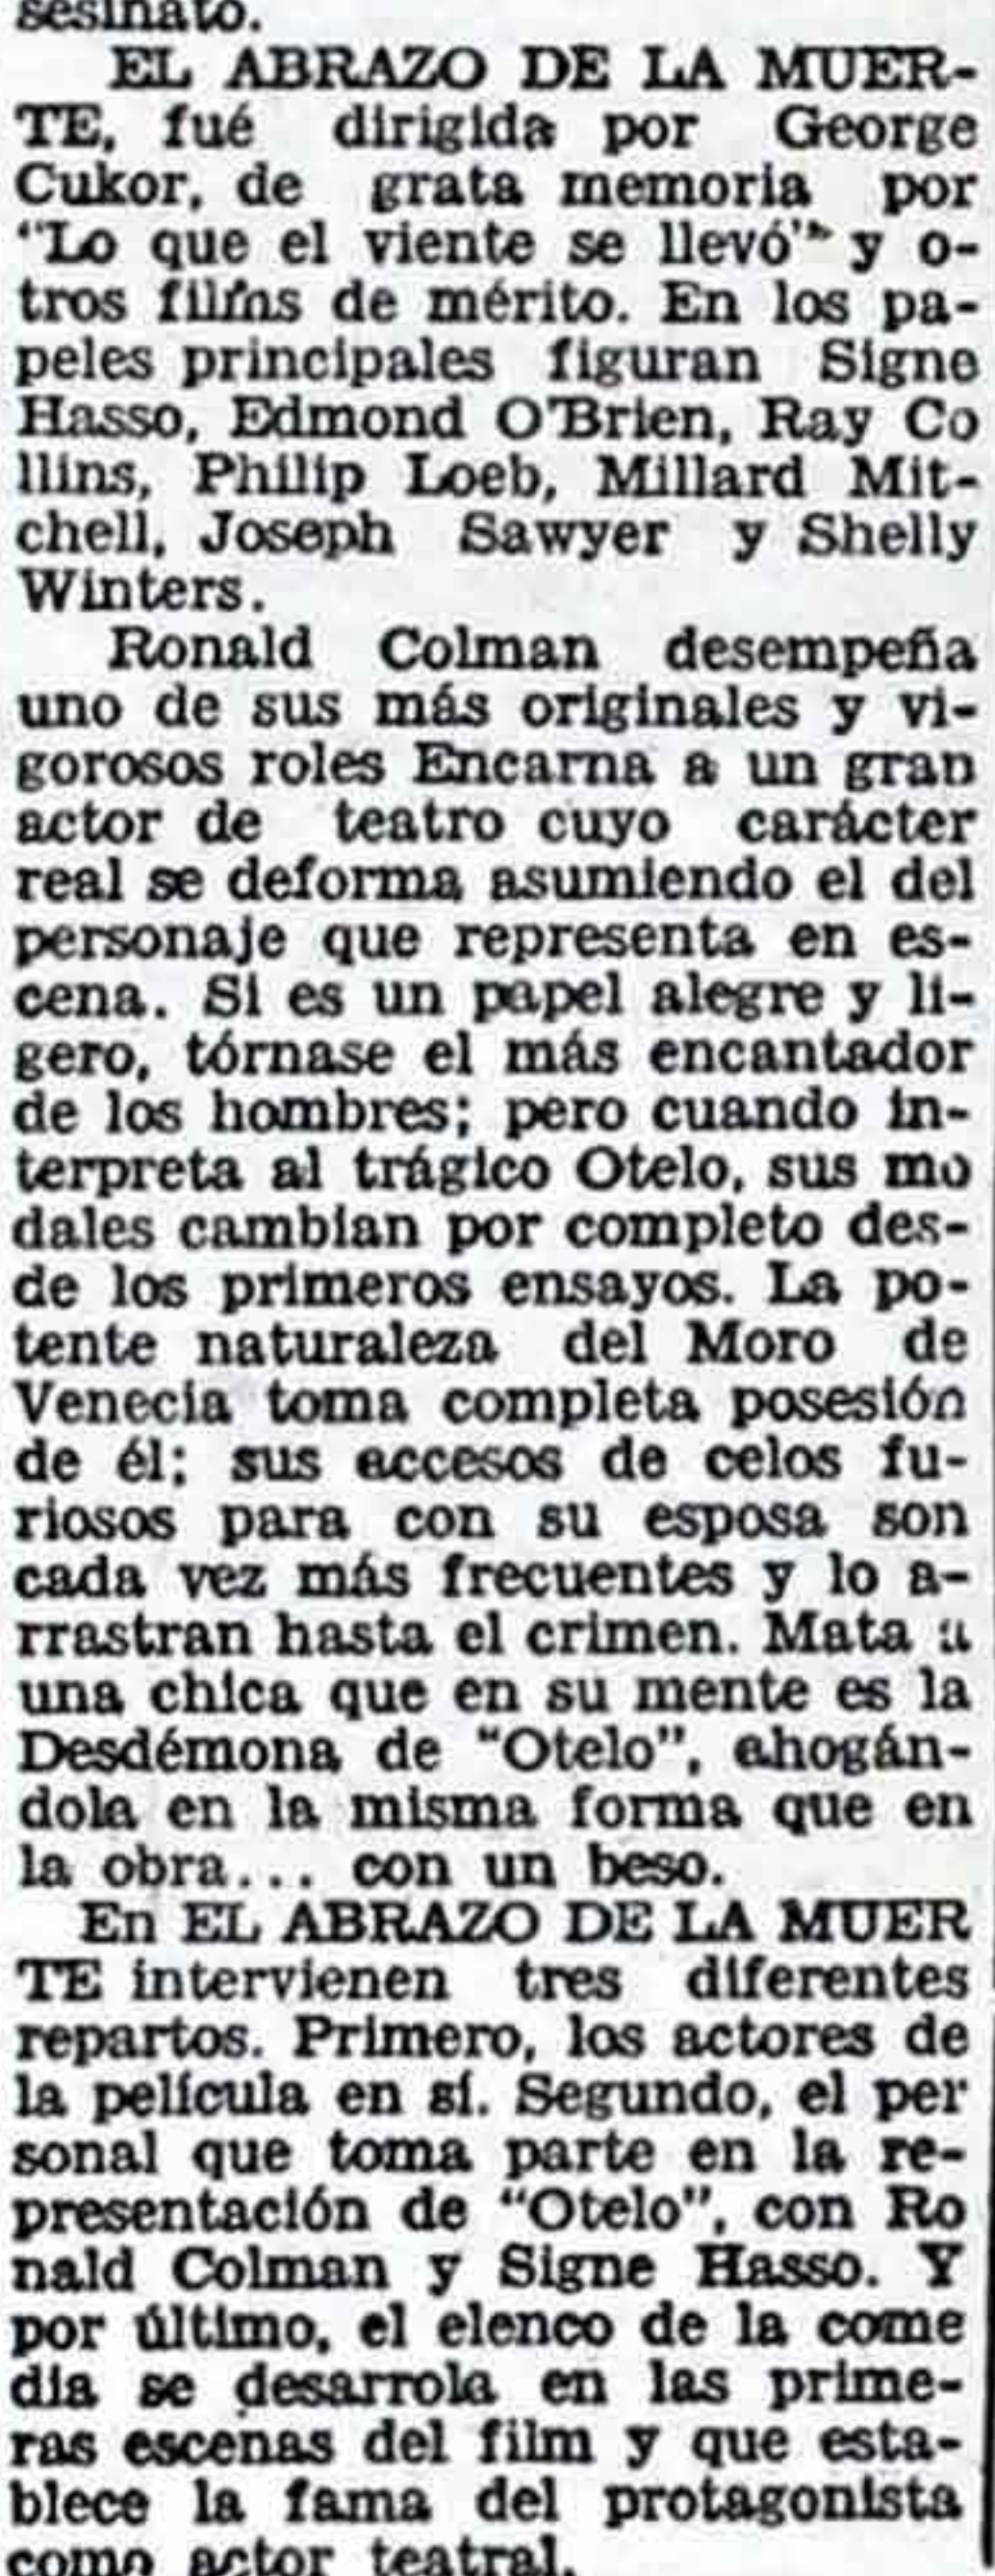 sesinato.
EL ABRAZO DE LA MUER-
TE, fué dirigida por George
Cukor, de grata memoria por
"Lo que el viente se llevó" y o-
tros films de mérito. En los pa-
peles principales figuran Signe
Hasso, Edmond O'Brien, Ray Co
llins, Philip Loeb, Millard Mit-
chell, Joseph Sawyer y Shelly
Winters.
Ronald Colman desempeña
uno de sus más originales y vi-
gorosos roles Encarna a un gran
actor de teatro cuyo carácter
real se deforma asumiendo el del
personaje que representa en es-
cena. Si es un papel alegre y li-
gero, tórnase el más encantador
de los hombres; pero cuando in-
terpreta al trágico Otelo, sus mo
dales cambian por completo des-
de los primeros ensayos. La po-
tente naturaleza del Moro de
Venecia toma completa posesión
de él; sus accesos de celos fu-
riosos para con su esposa son
cada vez más frecuentes y lo a-
rrastran hasta el crimen. Mata a
una chica que en su mente es la
Desdémona de "Otelo", ahogán-
dola en la misma forma que en
la obra... con un beso.
En EL ABRAZO DE LA MUER
TE intervienen tres diferentes
repartos. Primero, los actores de
la película en sí. Segundo, el per
sonal que toma parte en la re-
presentación de "Otelo", con Ro
nald Colman y Signe Hasso. Y
por último, el elenco de la come
dia se desarrola en las prime-
ras escenas del film y que esta-
blece la fama del protagonista
como actor teatral.